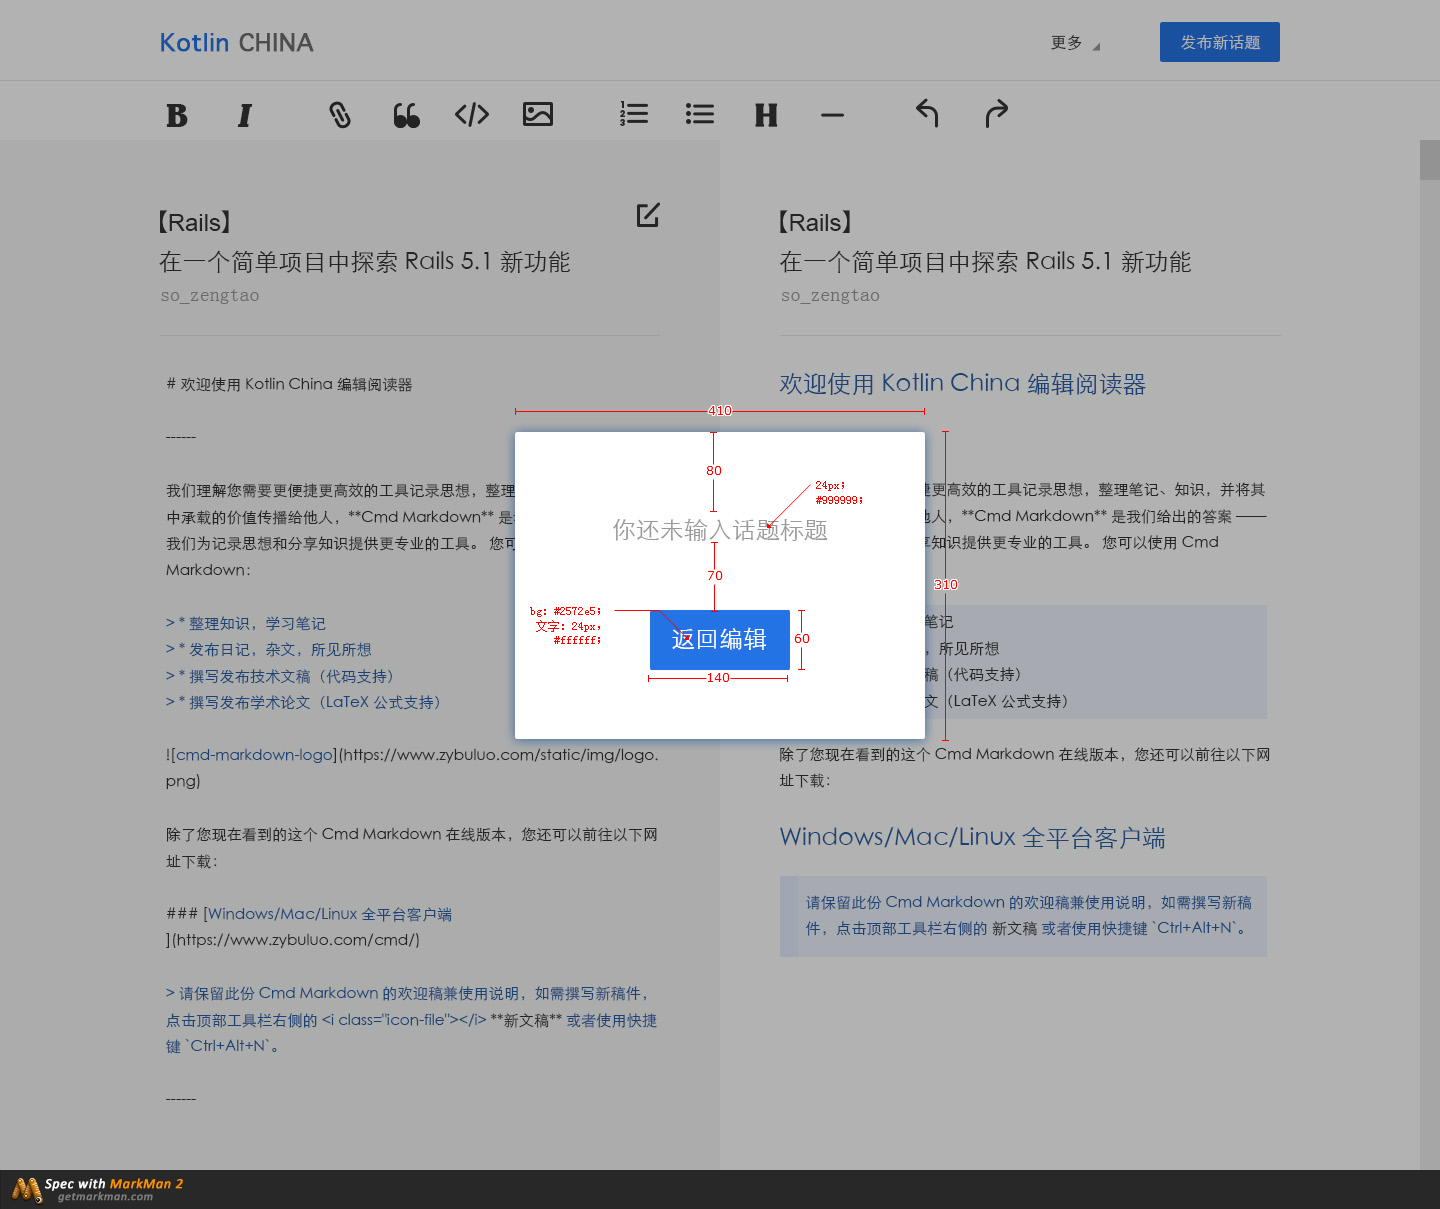 Kotlin CHINA
更多
发布新话题
B I H
【Rails】
在一个简单项目中探索 Rails 5.1 新功能
so_zengtao
# 欢迎使用 Kotlin China 编辑阅读器
------
我们理解您需要更便捷更高效的工具记录思想，整理
中承载的价值传播给他人，**Cmd Markdown** 是
我们为记录思想和分享知识提供更专业的工具。 您可
Markdown：
> * 整理知识，学习笔记
> * 发布日记，杂文，所见所想
> * 撰写发布技术文稿（代码支持）
> * 撰写发布学术论文（LaTeX 公式支持）
![cmd-markdown-logo](https://www.zybuluo.com/static/img/logo.
png)
除了您现在看到的这个 Cmd Markdown 在线版本，您还可以前往以下网
址下载：
### [Windows/Mac/Linux 全平台客户端
](https://www.zybuluo.com/cmd/)
> 请保留此份 Cmd Markdown 的欢迎稿兼使用说明，如需撰写新稿件，
点击顶部工具栏右侧的 <i class="icon-file"></i> **新文稿** 或者使用快捷
键 `Ctrl+Alt+N`。
------
【Rails】
在一个简单项目中探索 Rails 5.1 新功能
so_zengtao
欢迎使用 Kotlin China 编辑阅读器
捷更高效的工具记录思想，整理笔记、知识，并将其
他人，**Cmd Markdown** 是我们给出的答案 ——
享知识提供更专业的工具。 您可以使用 Cmd
笔记
，所见所想
稿（代码支持）
文（LaTeX 公式支持）
除了您现在看到的这个 Cmd Markdown 在线版本，您还可以前往以下网
址下载：
Windows/Mac/Linux 全平台客户端
请保留此份 Cmd Markdown 的欢迎稿兼使用说明，如需撰写新稿
件，点击顶部工具栏右侧的 新文稿 或者使用快捷键 `Ctrl+Alt+N`。
410
80
24px;
#999999;
你还未输入话题标题
70
310
bg: #2572e5;
文字: 24px,
#ffffff;
返回编辑
60
140
Spec with MarkMan 2
getmarkman.com